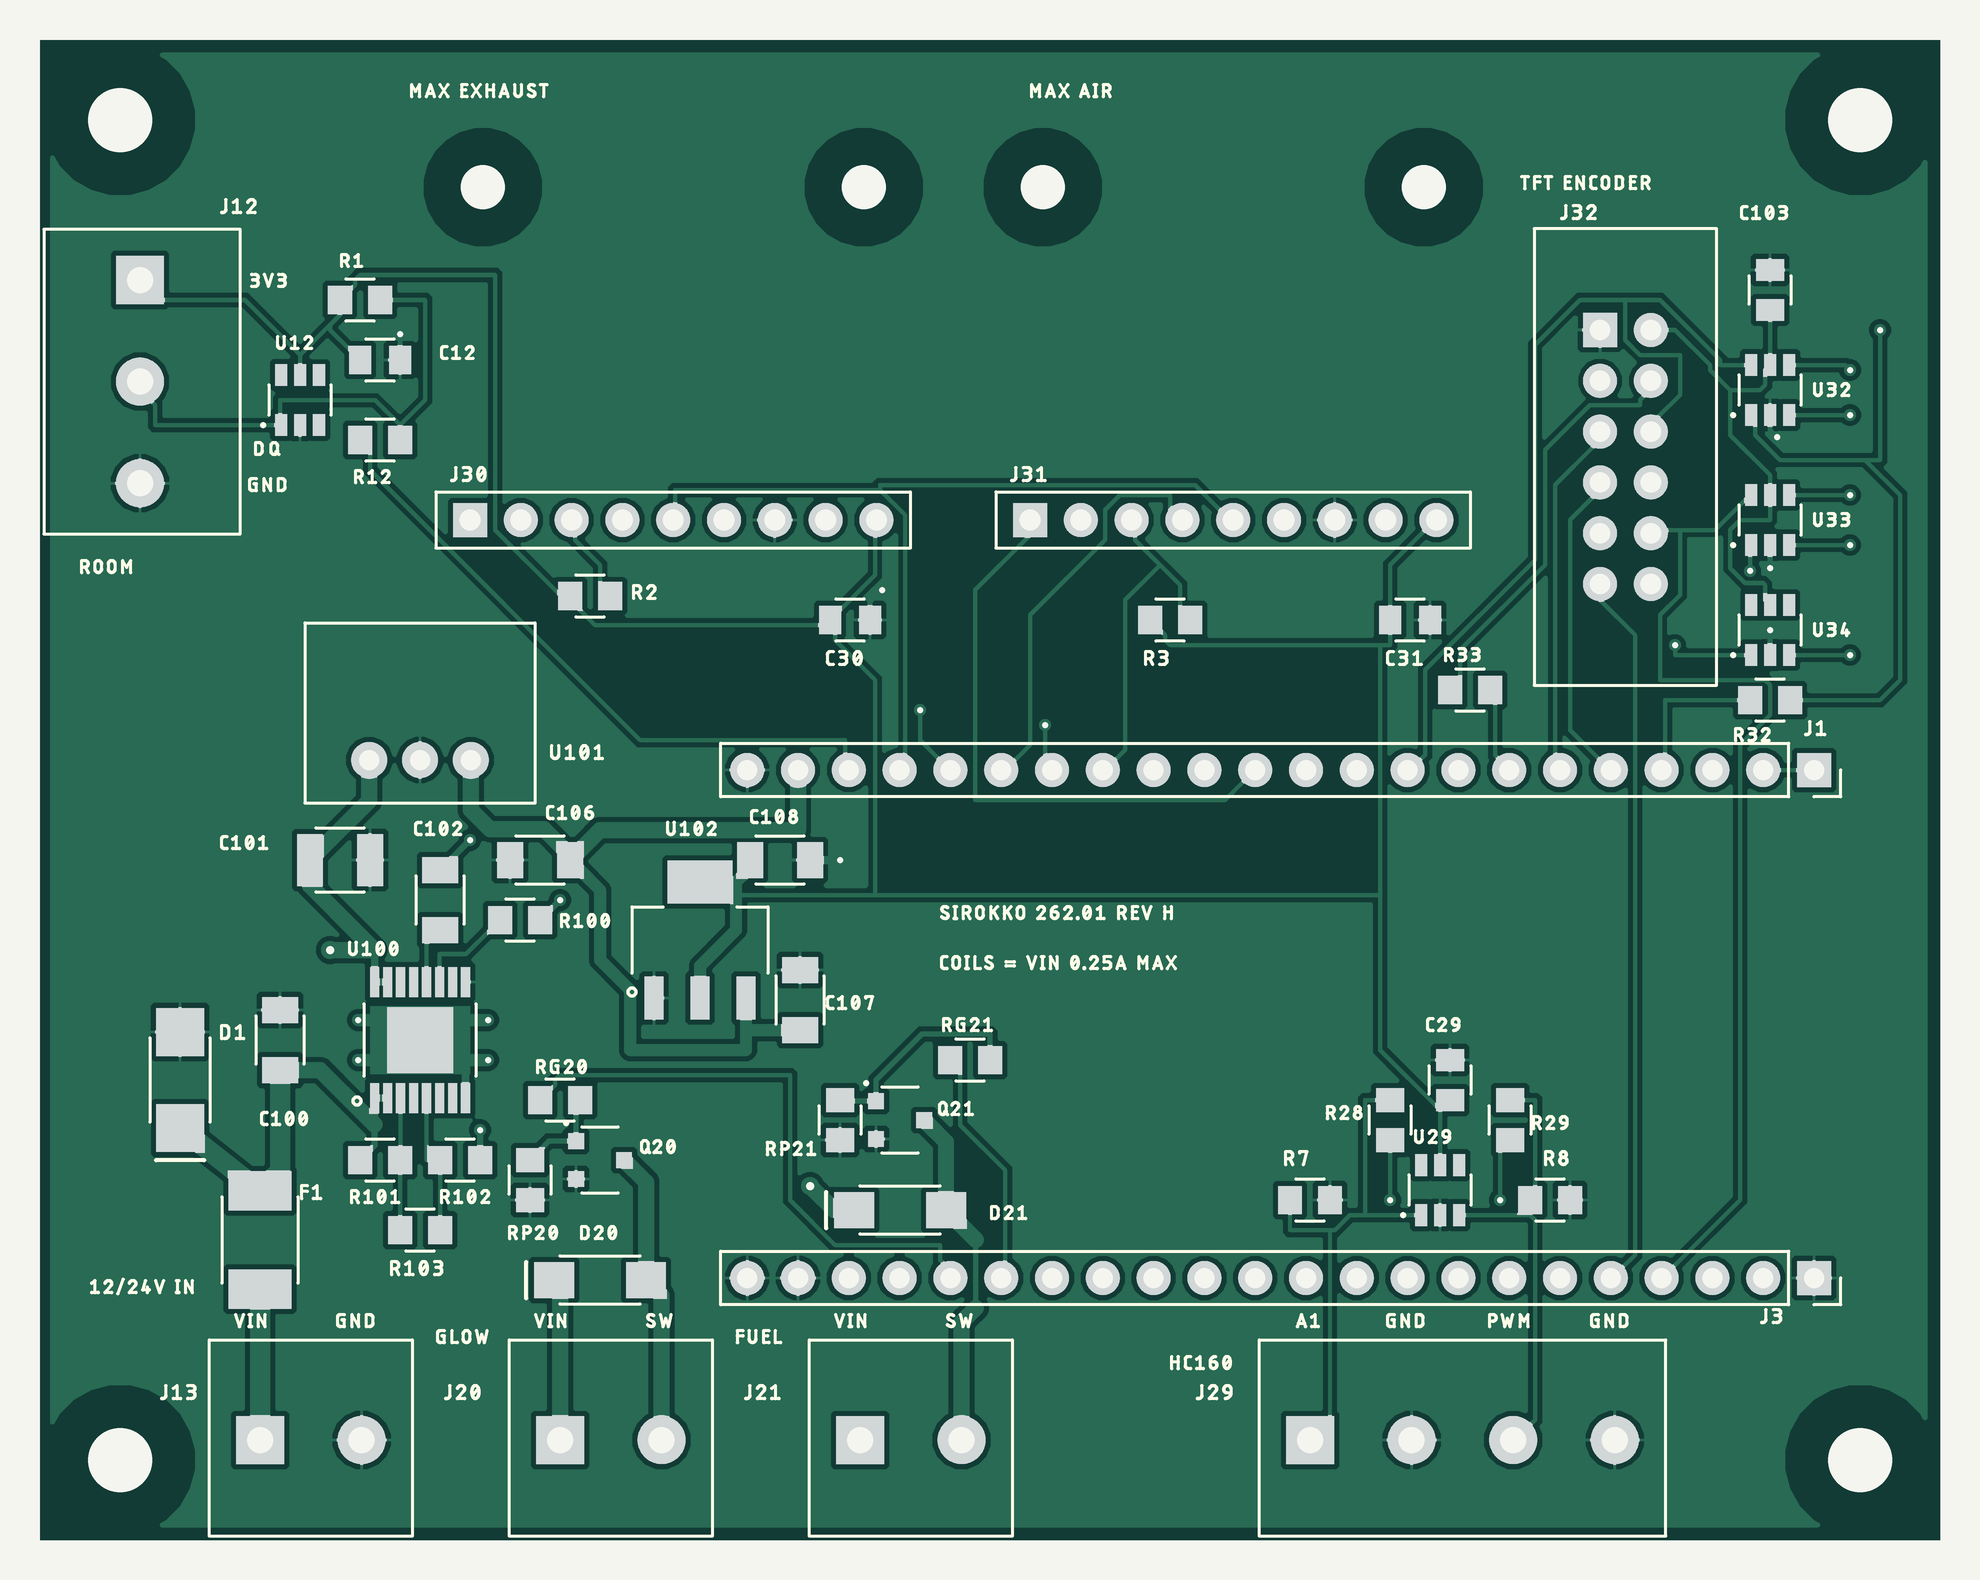 MAX EXHAUST
MAX AIR
TFT ENCODER
J12
J32
C103
R1
3V3
U12
C12
U32
DQ
R12
GND
J30
J31
U33
ROOM
R2
C30
R3
C31
R33
U34
J1
R32
U101
C106
C108
C102
U102
C101
R100
SIROKKO 262.01 REV H
U100
COILS = VIN 0.25A MAX
C107
D1
RG21
C29
RG20
C100
Q21
R28
R29
U29
Q20
RP21
R7
R8
F1
R101
R102
D21
RP20
D20
R103
12/24V IN
VIN
GND
GLOW
VIN
SW
FUEL
VIN
SW
A1
GND
PWM
GND
J3
HC160
J13
J20
J21
J29